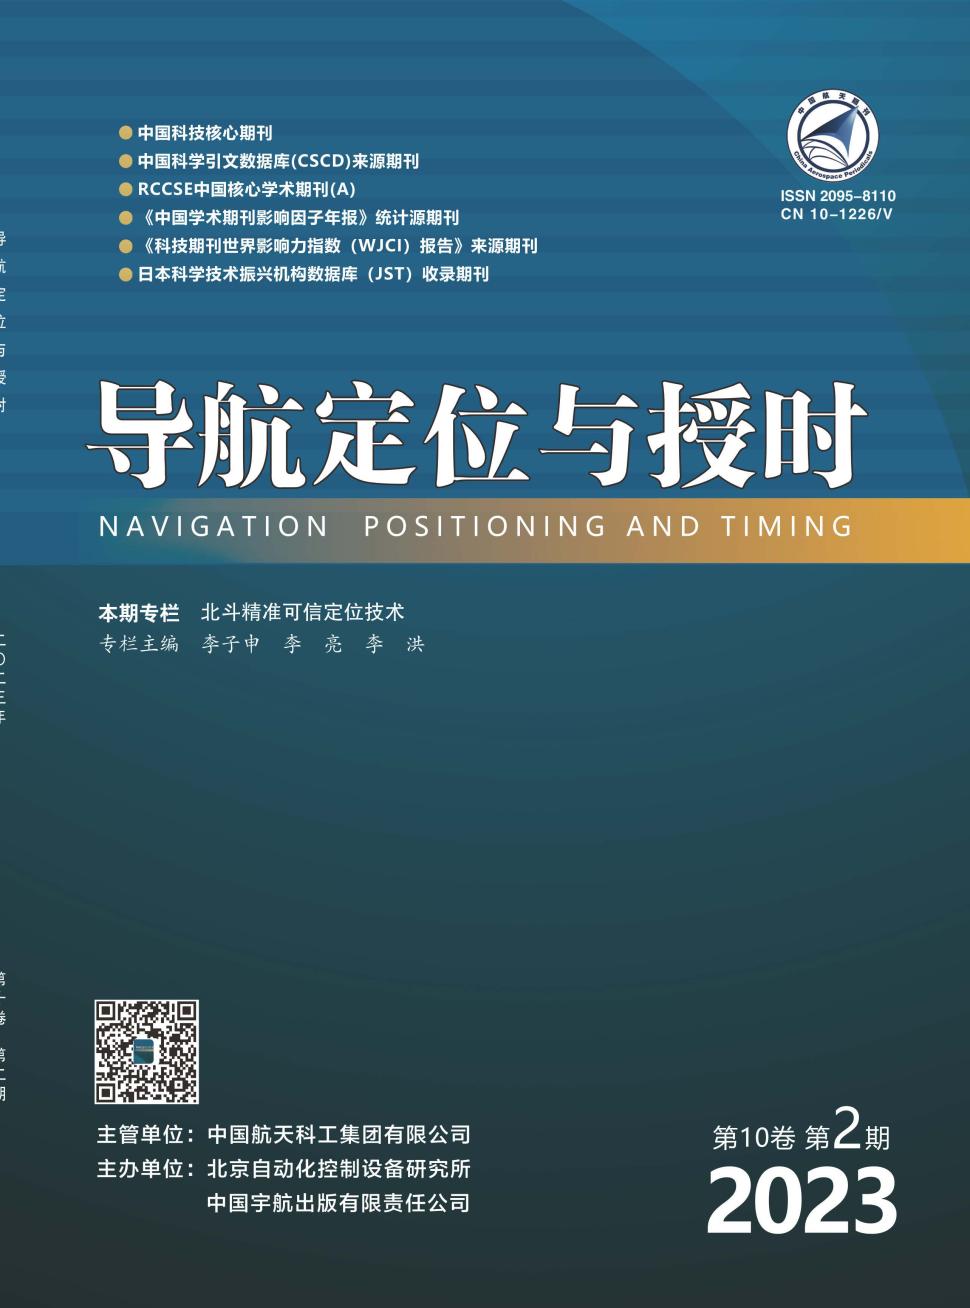 中国科技核心期刊
中国科学引文数据库(CSCD)来源期刊
RCCSE中国核心学术期刊(A)
《中国学术期刊影响因子年报》统计源期刊
《科技期刊世界影响力指数（WJCI）报告》来源期刊
日本科学技术振兴机构数据库（JST）收录期刊
中国航天期刊
China Aerospace Periodicals
ISSN 2095-8110
CN 10-1226/V
导航定位与授时
NAVIGATION POSITIONING AND TIMING
本期专栏 北斗精准可信定位技术
专栏主编 李子申 李 亮 李 洪
主管单位：中国航天科工集团有限公司
主办单位：北京自动化控制设备研究所
中国宇航出版有限责任公司
第10卷 第2期
2023